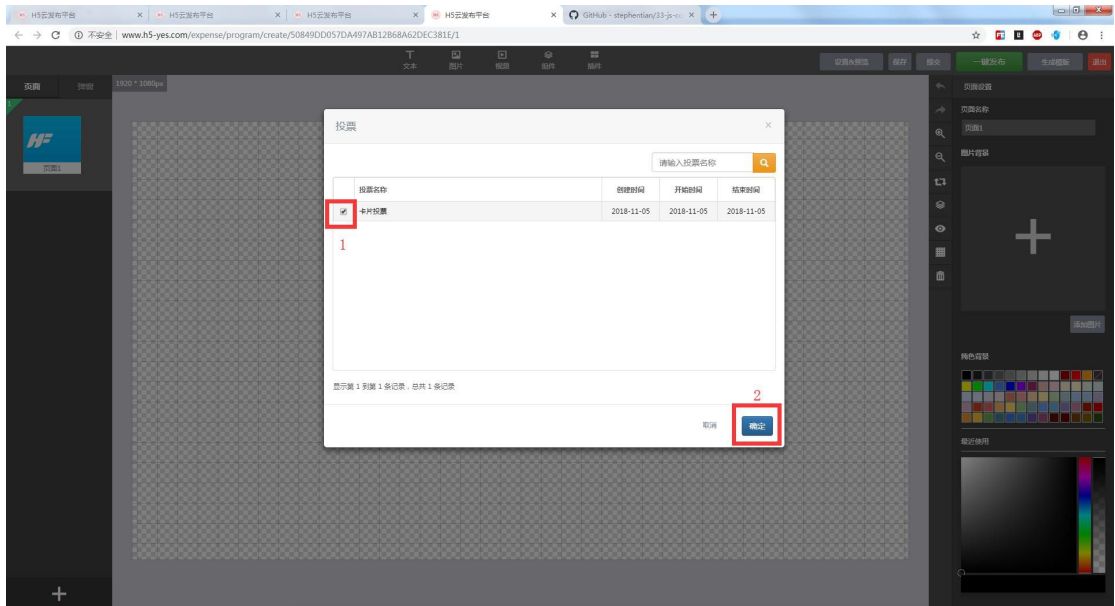 H5云发布平台
H5云发布平台
H5云发布平台
H5云发布平台
GitHub - stephentian/33-js-co
不安全 | www.h5-yes.com/expense/program/create/50849DD057DA497AB12B68A62DEC381E/1
文本 图片 视频 组件 插件
设置&预览 保存 提交 一键发布 生成模板 退出
页面 弹窗
1920 * 1080px
页面设置
1
页面名称
页面1
页面1
图片背景
投票
请输入投票名称
投票名称 创建时间 开始时间 结束时间
卡片投票 2018-11-05 2018-11-05 2018-11-05
1
添加图片
纯色背景
显示第 1 到第 1 条记录,总共 1 条记录
2
取消 确定
最近使用